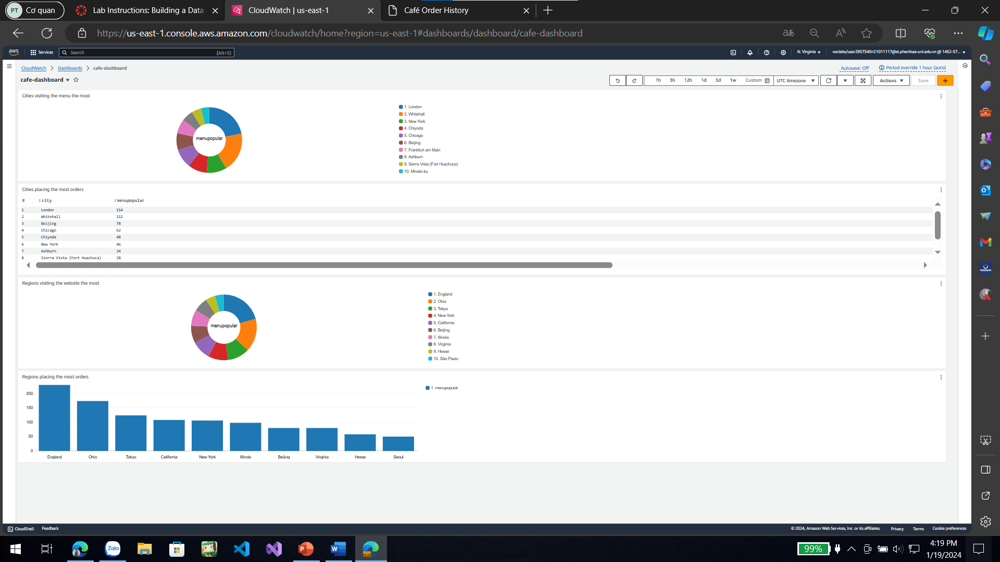 PT Cơ quan
Lab Instructions: Building a Data
CloudWatch | us-east-1
Café Order History
https://us-east-1.console.aws.amazon.com/cloudwatch/home?region=us-east-1#dashboards/dashboard/cafe-dashboard
aws Services Search [Alt+S] N. Virginia voclabs/user2957340=21011117@st.phenikaa-uni.edu.vn @ 1452-57...
CloudWatch > Dashboards > cafe-dashboard
Autosave: Off Period override 1 hour (auto)
cafe-dashboard
1h 3h 12h 1d 3d 1w Custom UTC timezone Actions Save
Cities visiting the menu the most
menupopular
1. London
2. Whitehall
3. New York
4. Chiyoda
5. Chicago
6. Beijing
7. Frankfurt am Main
8. Ashburn
9. Sierra Vista (Fort Huachuca)
10. Minato-ku
Cities placing the most orders
# city menupopular
1 London 114
2 Whitehall 112
3 Beijing 78
4 Chicago 62
5 Chiyoda 48
6 New York 46
7 Ashburn 34
8 Sierra Vista (Fort Huachuca) 28
Regions visiting the website the most
menupopular
1. England
2. Ohio
3. Tokyo
4. New York
5. California
6. Beijing
7. Illinois
8. Virginia
9. Hesse
10. São Paulo
Regions placing the most orders
200
150
100
50
0
England Ohio Tokyo California New York Illinois Beijing Virginia Hesse Seoul
1. menupopular
CloudShell Feedback
© 2024, Amazon Web Services, Inc. or its affiliates. Privacy Terms Cookie preferences
Zalo
99%
4:19 PM
1/19/2024